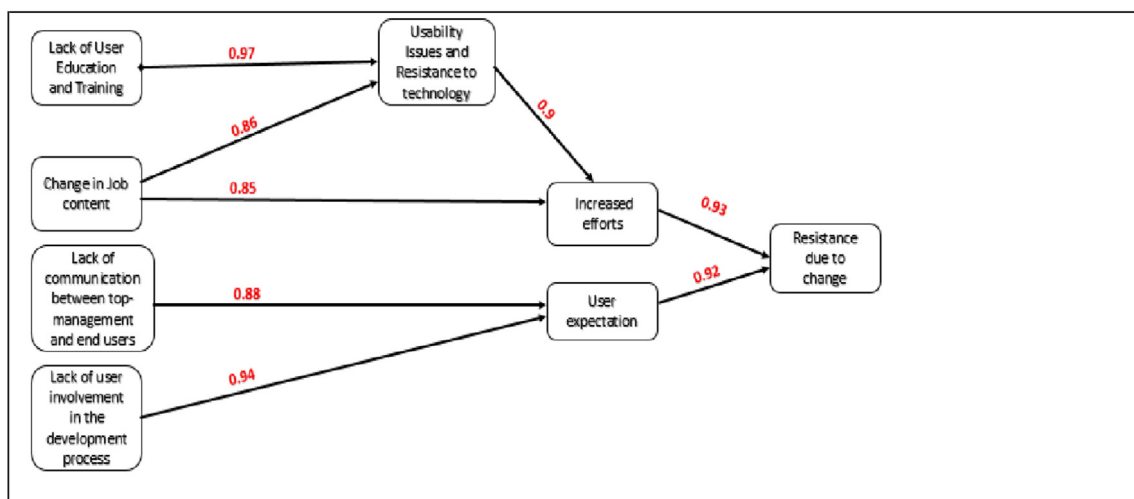 Lack of User
Education
and Training
0.97
Usability
Issues and
Resistance to
technology
0.86
0.9
Change in Job
content
0.85
Increased
efforts
0.93
Resistance
due to
change
Lack of
communication
between top-
management
and end users
0.88
User
expectation
0.92
Lack of user
involvement
in the
development
process
0.94